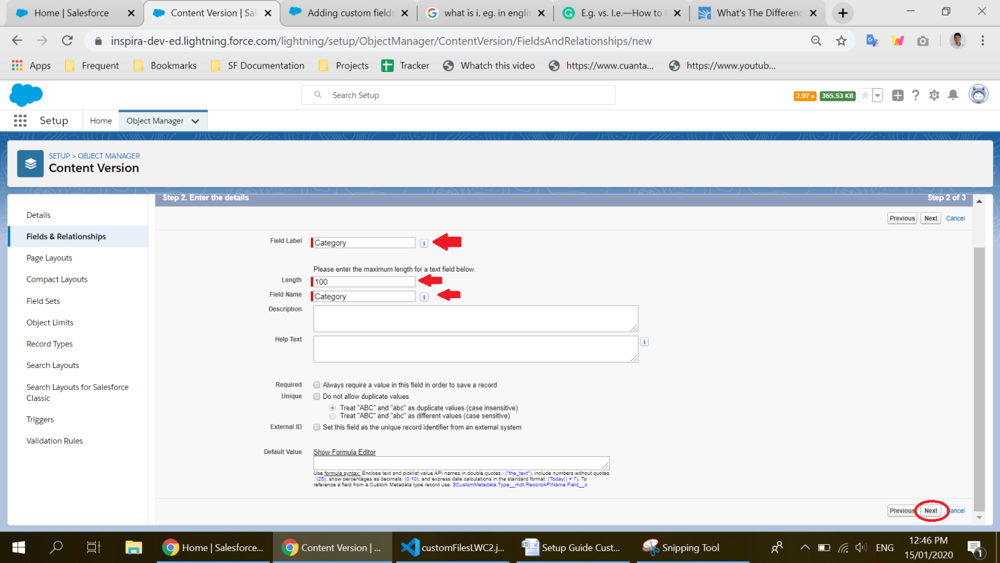 Home | Salesforce
Content Version | Sal
Adding custom fields
what is i. eg. in englis
E.g. vs. I.e.—How to
What's The Differenc
inspira-dev-ed.lightning.force.com/lightning/setup/ObjectManager/ContentVersion/FieldsAndRelationships/new
Apps
Frequent
Bookmarks
SF Documentation
Projects
Tracker
Whatch this video
https://www.cuanta...
https://www.youtub...
Search Setup
2.97 s
365.53 KB
Setup
Home
Object Manager
SETUP > OBJECT MANAGER
Content Version
Details
Fields & Relationships
Page Layouts
Compact Layouts
Field Sets
Object Limits
Record Types
Search Layouts
Search Layouts for Salesforce
Classic
Triggers
Validation Rules
Step 2. Enter the details
Step 2 of 3
Previous
Next
Cancel
Field Label
Category
Please enter the maximum length for a text field below.
Length
100
Field Name
Category
Description
Help Text
Required
Always require a value in this field in order to save a record
Unique
Do not allow duplicate values
Treat "ABC" and "abc" as duplicate values (case insensitive)
Treat "ABC" and "abc" as different values (case sensitive)
External ID
Set this field as the unique record identifier from an external system
Default Value
Show Formula Editor
Use formula syntax: Enclose text and picklist value API names in double quotes : ("the_text"), include numbers without quotes
: (25), show percentages as decimals: (0.10), and express date calculations in the standard format: (Today() + 7), To
reference a field from a Custom Metadata type record use: $CustomMetadata.Type__mdt.RecordAPIName.Field__c
Previous
Next
Cancel
Home | Salesforce...
Content Version | ...
customFilesLWC2.j...
Setup Guide Cust...
Snipping Tool
ENG
12:46 PM
15/01/2020
1